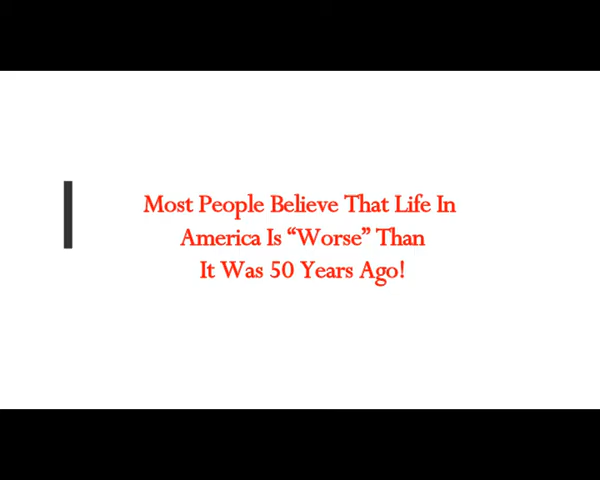 Most People Believe That Life In
America Is “Worse” Than
It Was 50 Years Ago!